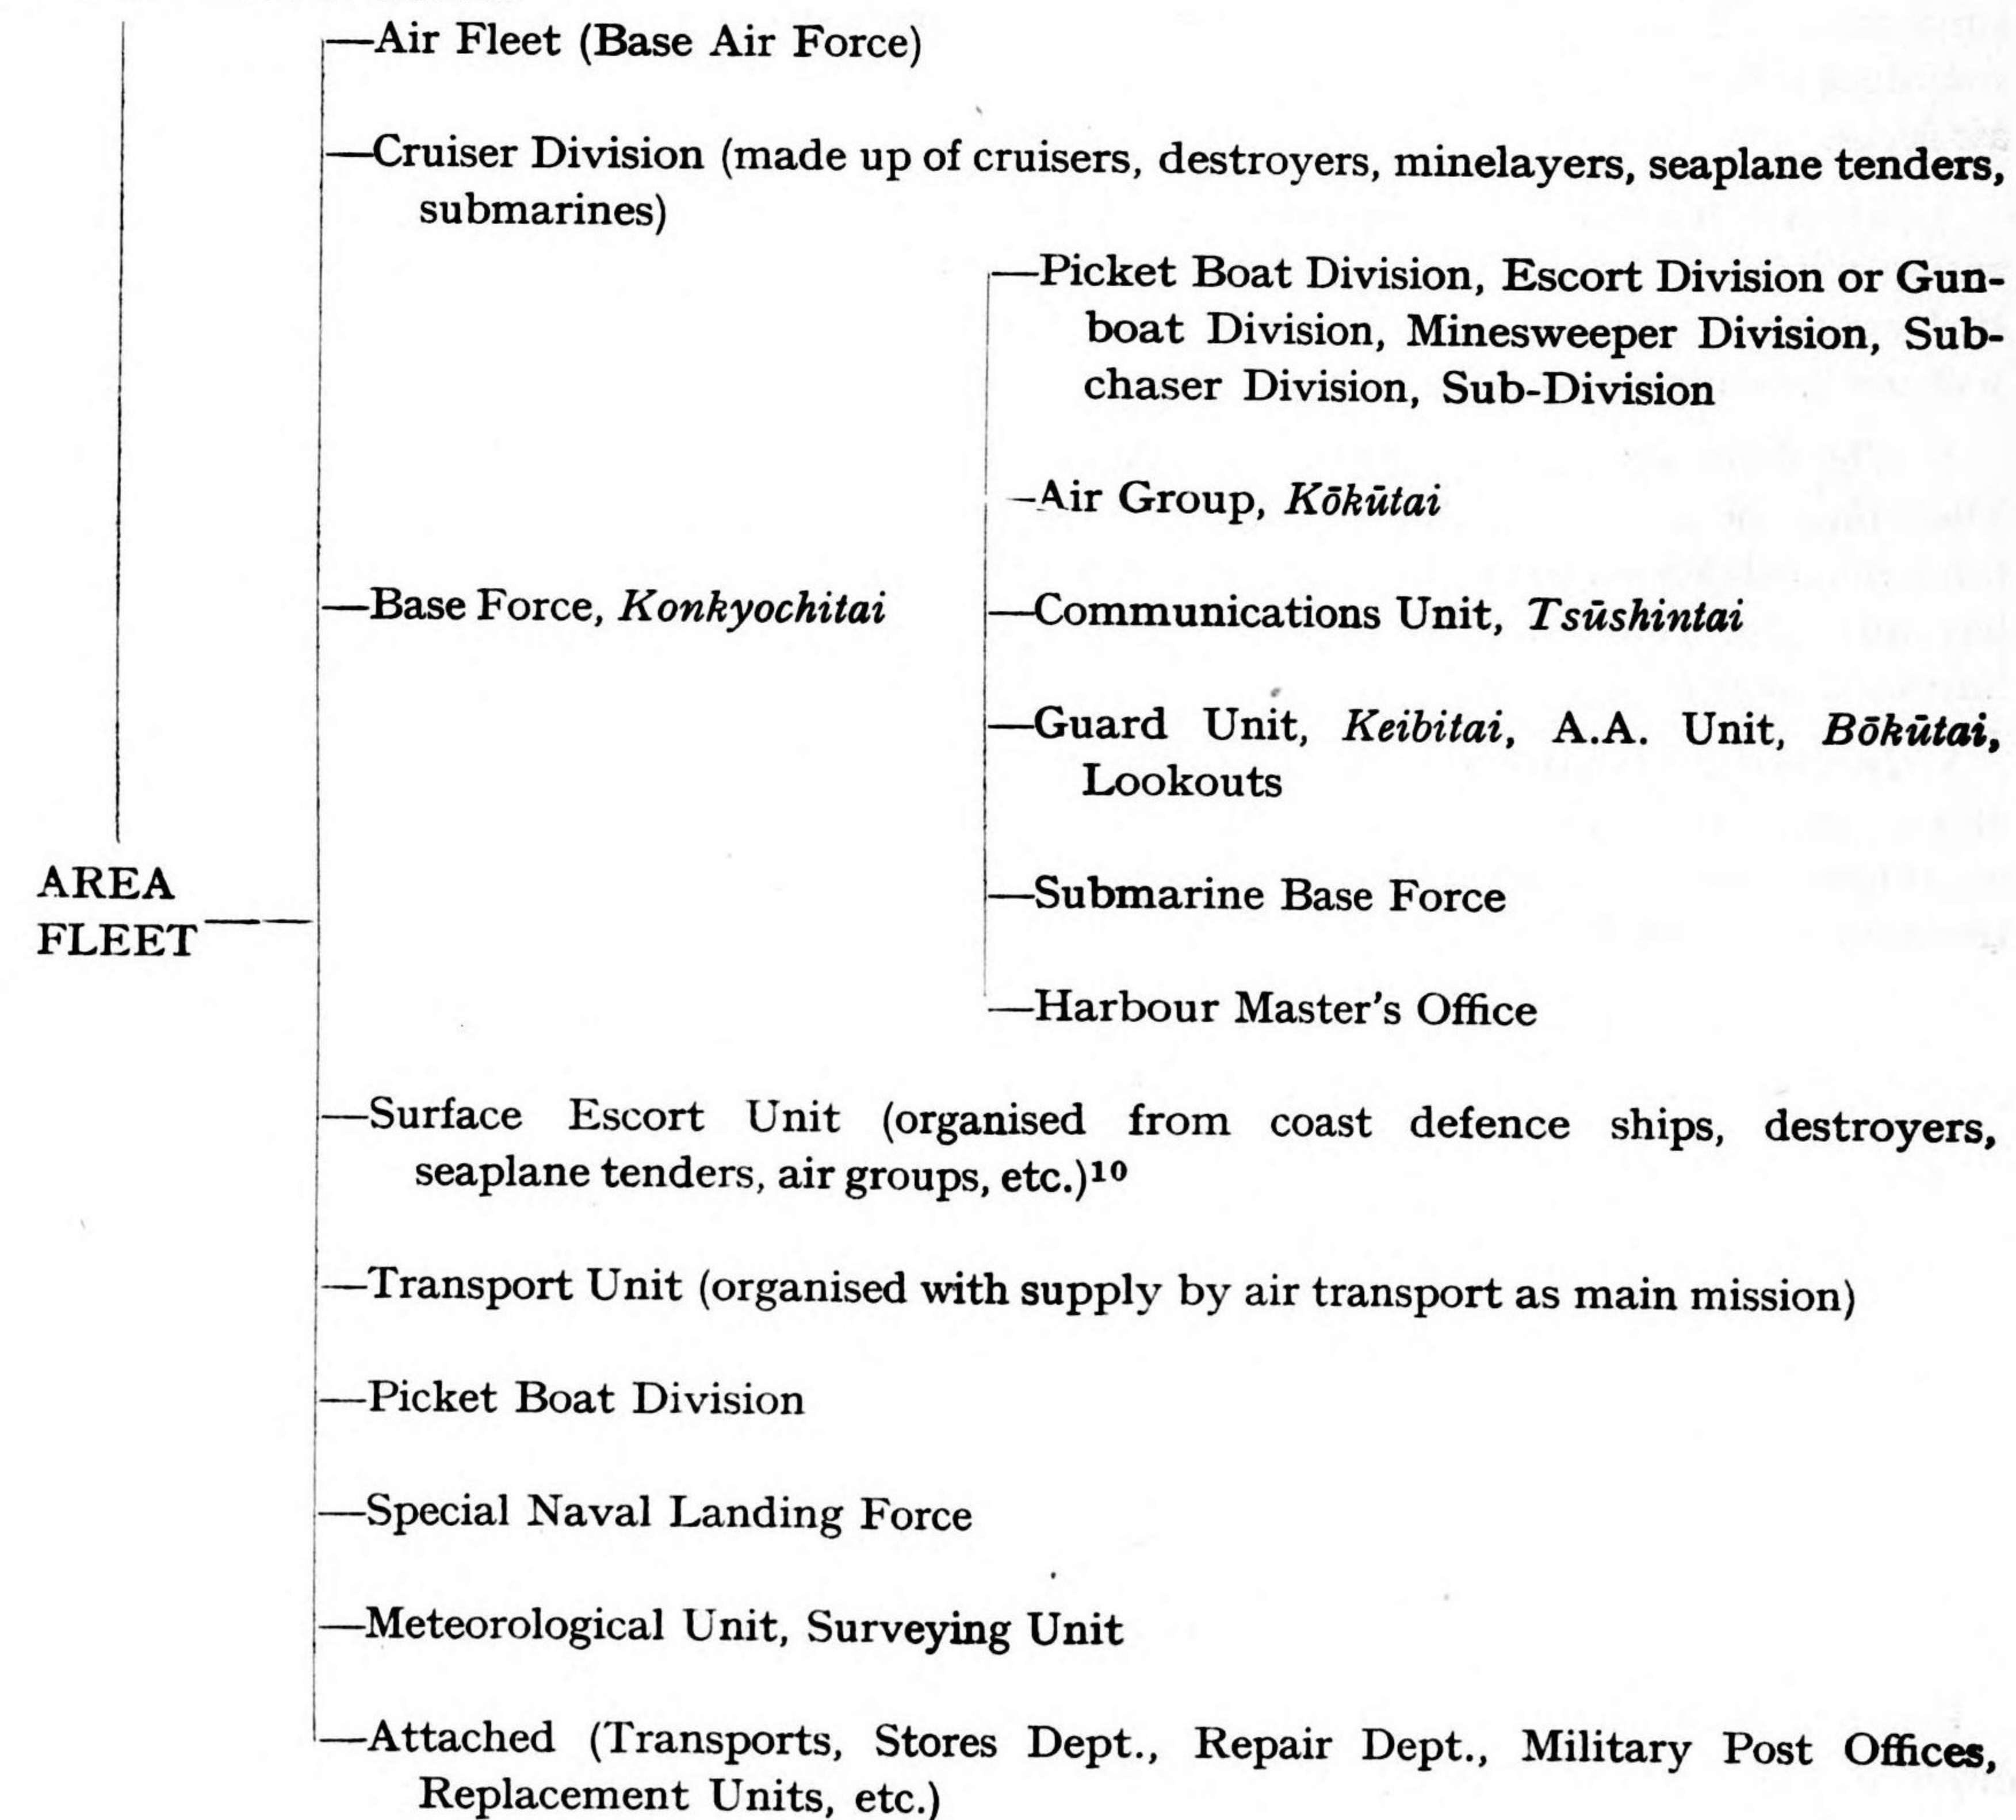 —Air Fleet (Base Air Force)
—Cruiser Division (made up of cruisers, destroyers, minelayers, seaplane tenders,
submarines)
—Picket Boat Division, Escort Division or Gun-
boat Division, Minesweeper Division, Sub-
chaser Division, Sub-Division
—Air Group, Kōkūtai
—Base Force, Konkyochitai
—Communications Unit, Tsūshintai
—Guard Unit, Keibitai, A.A. Unit, Bōkūtai,
Lookouts
AREA
FLEET
—Submarine Base Force
—Harbour Master's Office
—Surface Escort Unit (organised from coast defence ships, destroyers,
seaplane tenders, air groups, etc.)¹⁰
—Transport Unit (organised with supply by air transport as main mission)
—Picket Boat Division
—Special Naval Landing Force
—Meteorological Unit, Surveying Unit
—Attached (Transports, Stores Dept., Repair Dept., Military Post Offices,
Replacement Units, etc.)